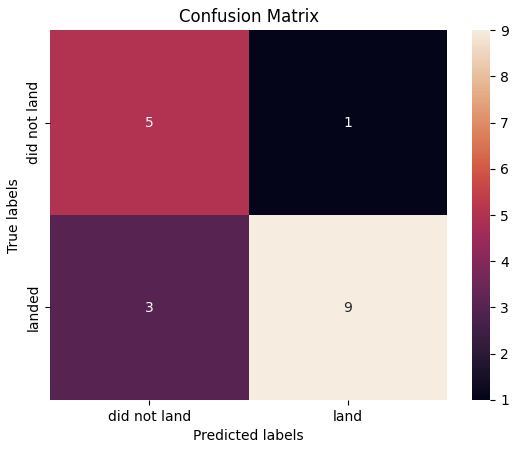 Confusion Matrix
True labels
did not land
landed
5
1
3
9
did not land
land
Predicted labels
9
8
7
6
5
4
3
2
1